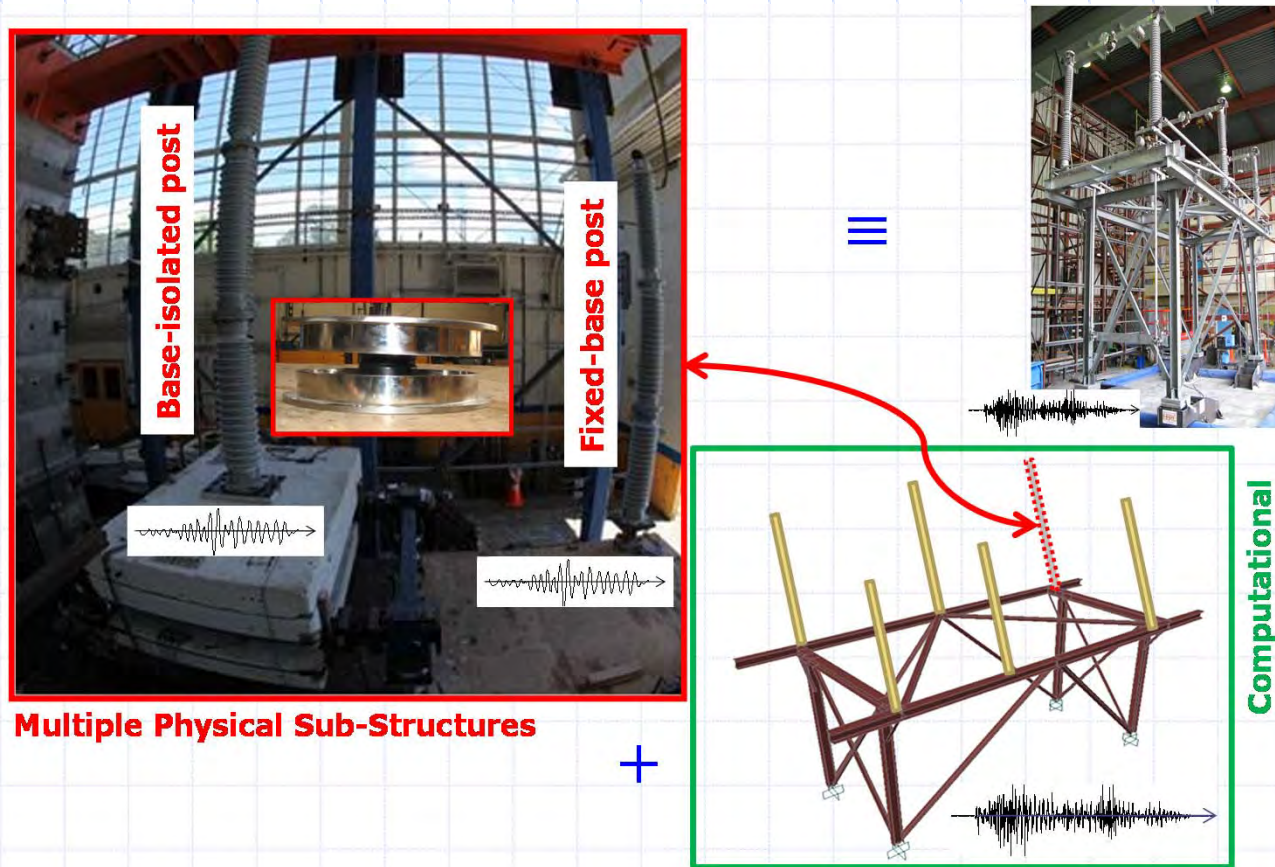 Base-isolated post
Fixed-base post
≡
Multiple Physical Sub-Structures
+
Computational